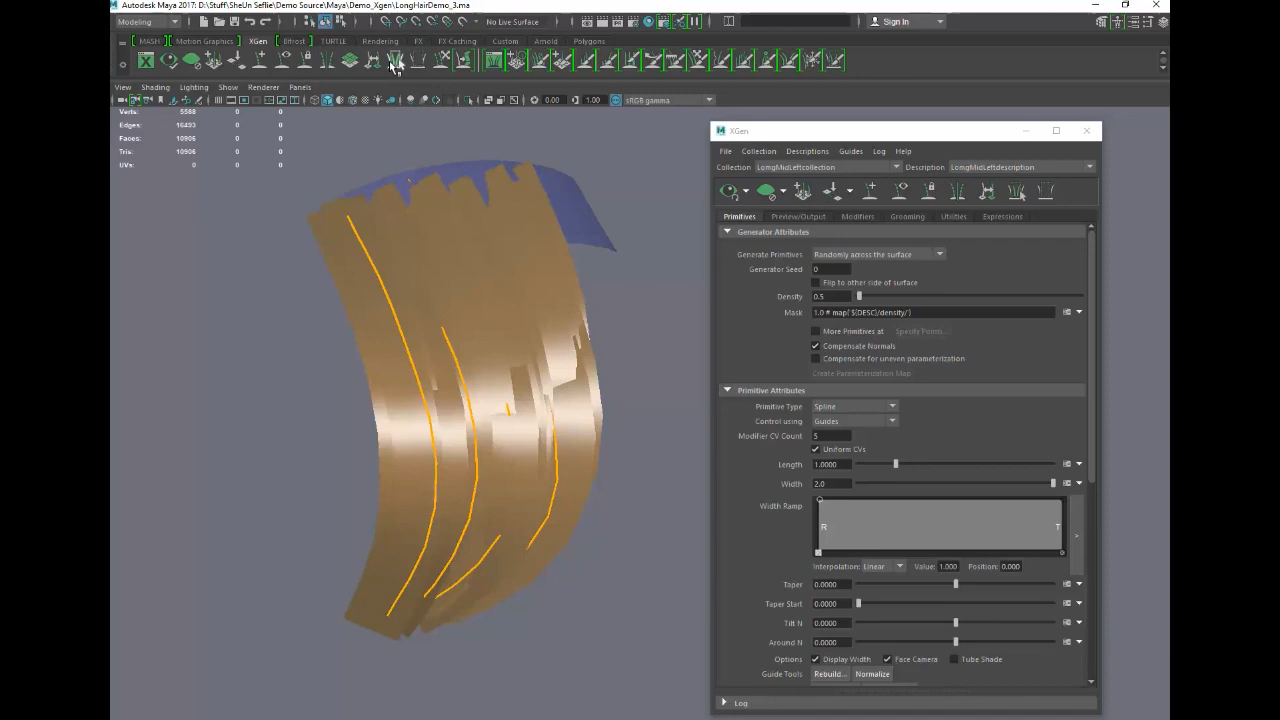 Autodesk Maya 2017: D:\Stuff\SheUn Selfie\Demo Source\Maya\Demo_Xgen\LongHairDemo_3.ma
Modeling No Live Surface Sign In
MASH Motion Graphics XGen Bifrost TURTLE Rendering FX FX Caching Custom Arnold Polygons
View Shading Lighting Show Renderer Panels
0.00 1.00 sRGB gamma
Verts: 5588 0 0
Edges: 16493 0 0
Faces: 10906 0 0
Tris: 10906 0 0
UVs: 0 0 0
XGen
File Collection Descriptions Guides Log Help
Collection LongMidLeftcollection Description LongMidLeftdescription
Primitives Preview/Output Modifiers Grooming Utilities Expressions
Generator Attributes
Generate Primitives Randomly across the surface
Generator Seed 0
Flip to other side of surface
Density 0.5
Mask 1.0 # map('${DESC}/density/')
More Primitives at Specify Points...
Compensate Normals
Compensate for uneven parameterization
Create Parameterization Map
Primitive Attributes
Primitive Type Spline
Control using Guides
Modifier CV Count 5
Uniform CVs
Length 1.0000
Width 2.0
Width Ramp R T >
Interpolation: Linear Value: 1.000 Position: 0.000
Taper 0.0000
Taper Start 0.0000
Tilt N 0.0000
Around N 0.0000
Options Display Width Face Camera Tube Shade
Guide Tools Rebuild... Normalize
Log